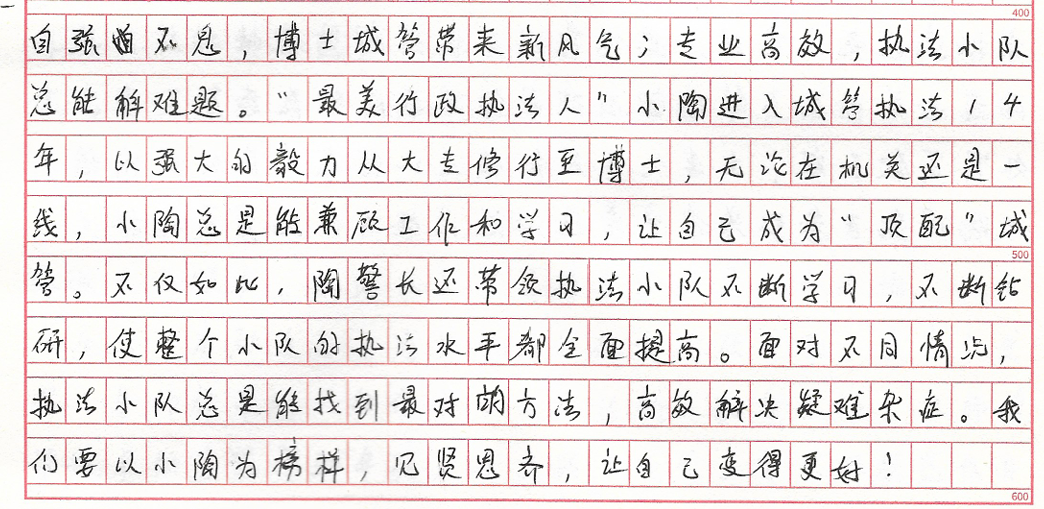 400
自强不息，博士城管带来新风气；专业高效，执法小队
总能解难题。“最美行政执法人”小陶进入城管执法14
年，以强大的毅力从大专修行至博士，无论在机关还是一
线，小陶总是能兼顾工作和学习，让自己成为“顶配”城
500
管。不仅如此，陶警长还带领执法小队不断学习，不断钻
研，使整个小队的执法水平都全面提高。面对不同情况，
执法小队总是能找到最对的方法，高效解决疑难杂症。我
们要以小陶为榜样，见贤思齐，让自己变得更好！
600